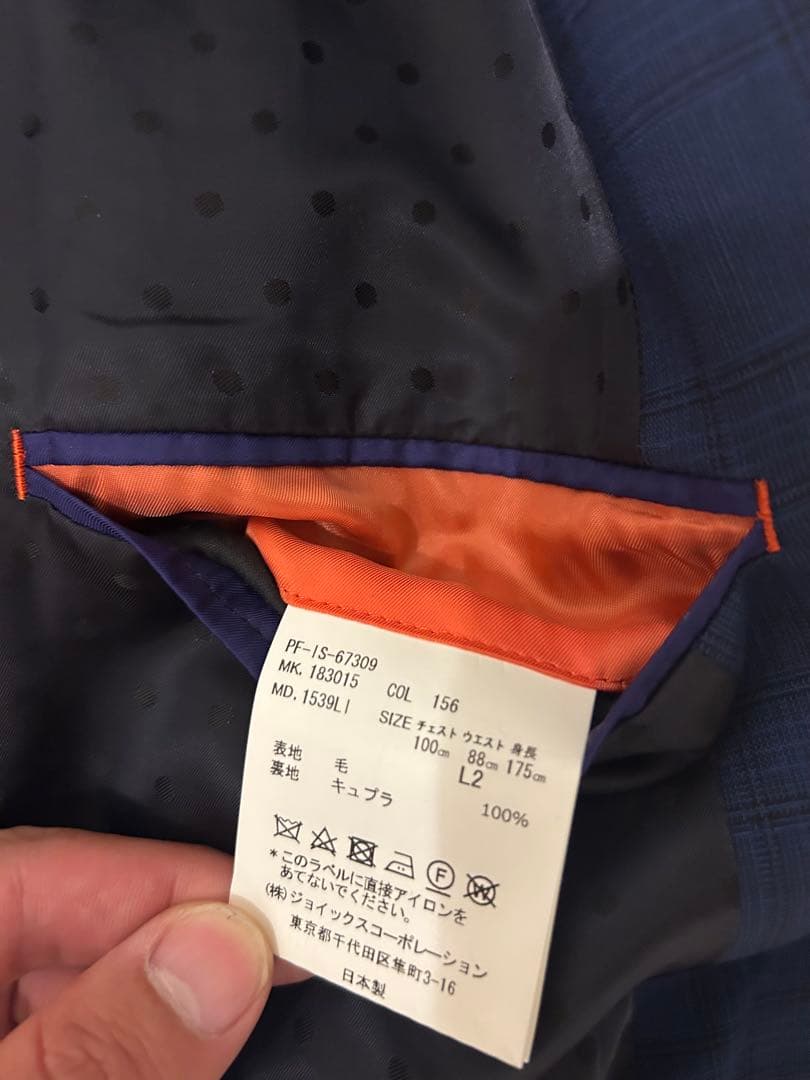 PF-IS-67309
MK. 183015 COL 156
MD. 1539LI SIZE チェスト ウエスト 身長
100cm 88cm 175cm
L2
表地 毛
裏地 キュプラ 100%
F W
*このラベルに直接アイロンを
あてないでください。
(株)ジョイックスコーポレーション
東京都千代田区隼町3-16
日本製